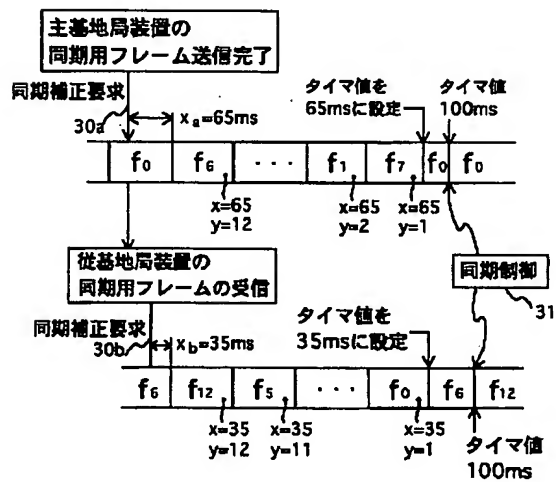 主基地局装置の
同期用フレーム送信完了
同期補正要求
30a
xa=65ms
タイマ値を
65msに設定
タイマ値
100ms
f0 f6 ··· f1 f7 f0 f0
x=65 x=65 x=65
y=12 y=2 y=1
従基地局装置の
同期用フレームの受信
同期制御
31
同期補正要求
30b
xb=35ms
タイマ値を
35msに設定
f6 f12 f5 ··· f0 f6 f12
x=35 x=35 x=35
y=12 y=11 y=1
タイマ値
100ms